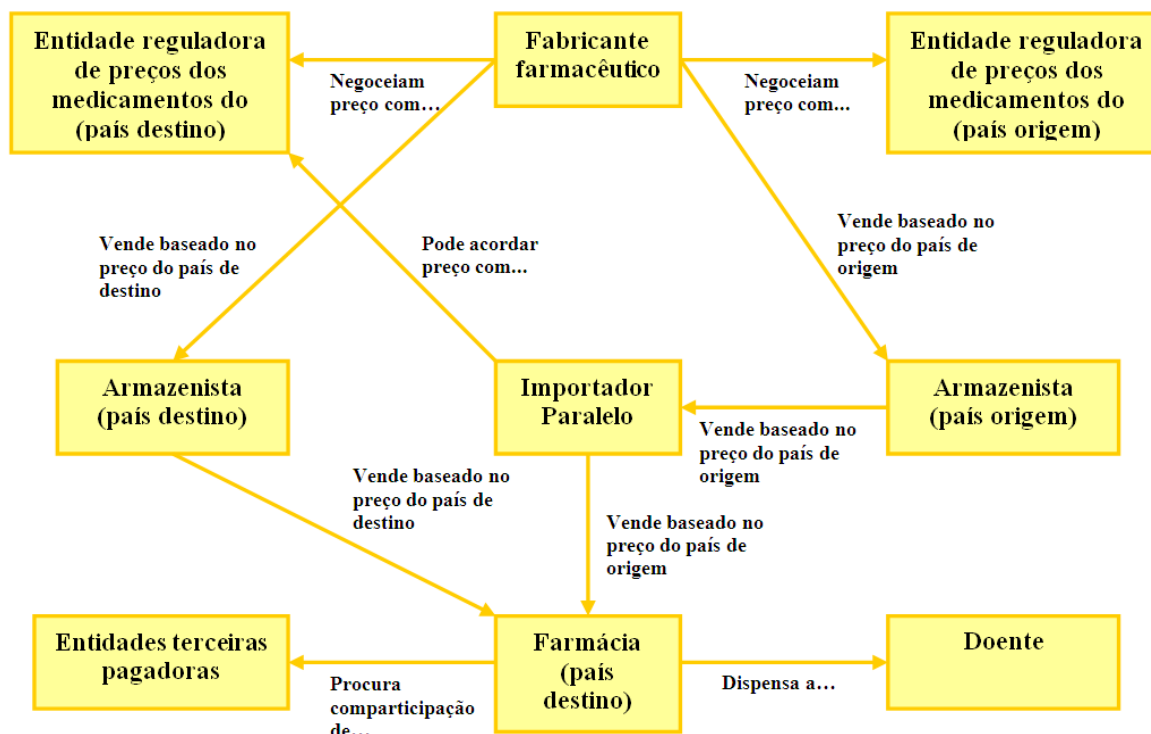 Entidade reguladora
de preços dos
medicamentos do
(país destino)
Negoceiam
preço com…
Fabricante
farmacêutico
Negoceiam
preço com...
Entidade reguladora
de preços dos
medicamentos do
(país origem)
Vende baseado no
preço do país de
destino
Pode acordar
preço com...
Vende baseado no
preço do país de
origem
Armazenista
(país destino)
Importador
Paralelo
Armazenista
(país origem)
Vende baseado no
preço do país de
origem
Vende baseado no
preço do país de
destino
Vende baseado no
preço do país de
origem
Entidades terceiras
pagadoras
Procura
comparticipação
de…
Farmácia
(país
destino)
Dispensa a…
Doente